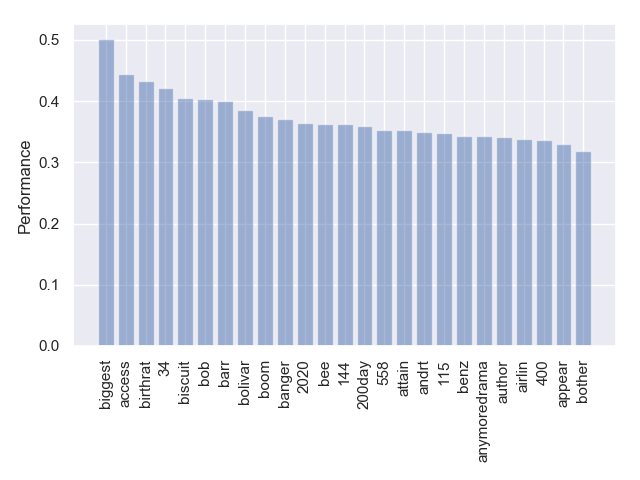 0.5
0.4
0.3
0.2
0.1
0.0
Performance
biggest
access
birthrat
34
biscuit
bob
barr
bolivar
boom
banger
2020
bee
144
200day
558
attain
andrt
115
benz
anymoredrama
author
airlin
400
appear
bother